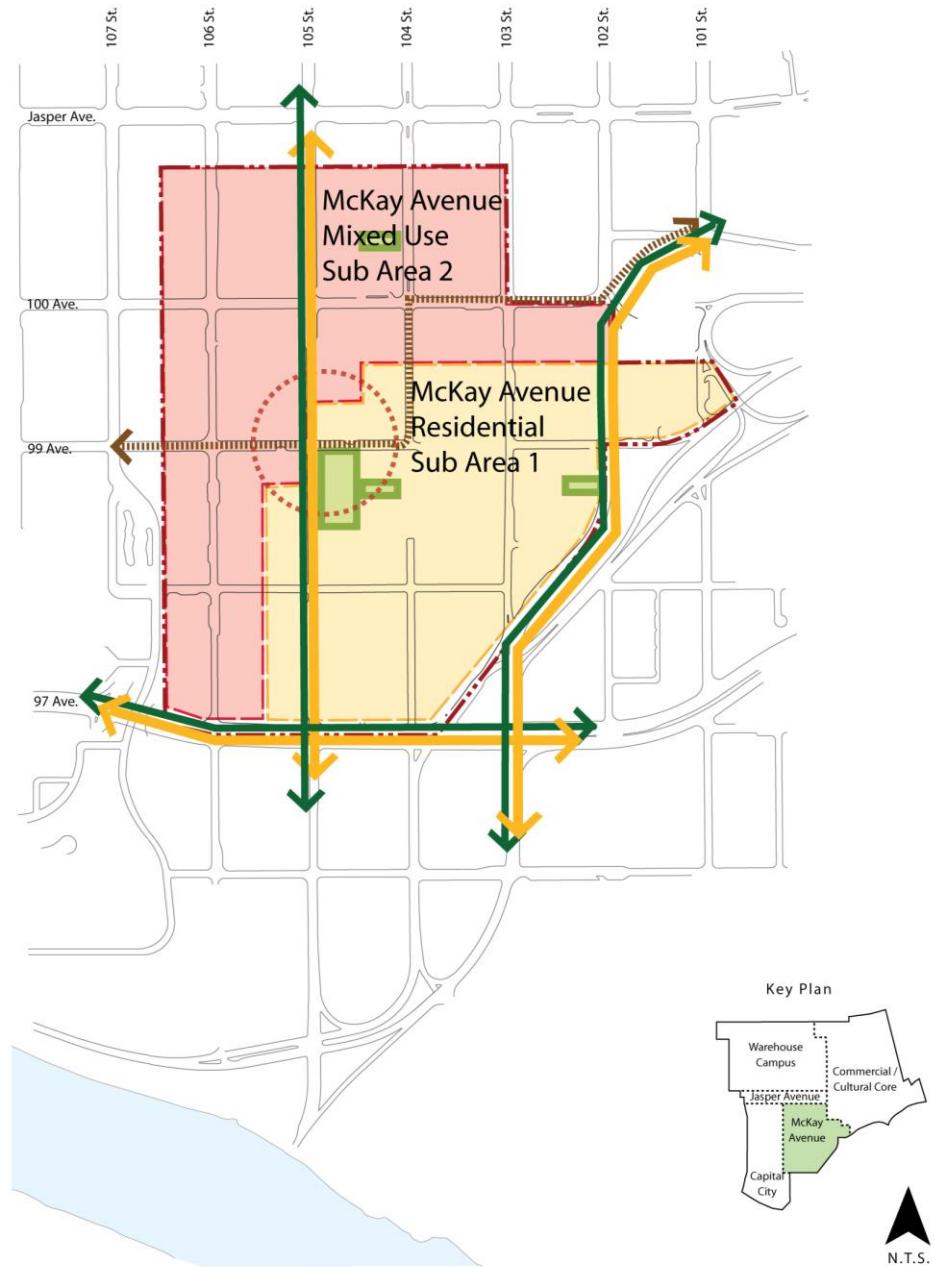 107 St.
106 St.
105 St.
104 St.
103 St.
102 St.
101 St.
Jasper Ave.
McKay Avenue
Mixed Use
Sub Area 2
100 Ave.
McKay Avenue
Residential
Sub Area 1
99 Ave.
97 Ave.
Key Plan
Warehouse
Campus
Commercial /
Cultural Core
Jasper Avenue
McKay
Avenue
Capital
City
N.T.S.